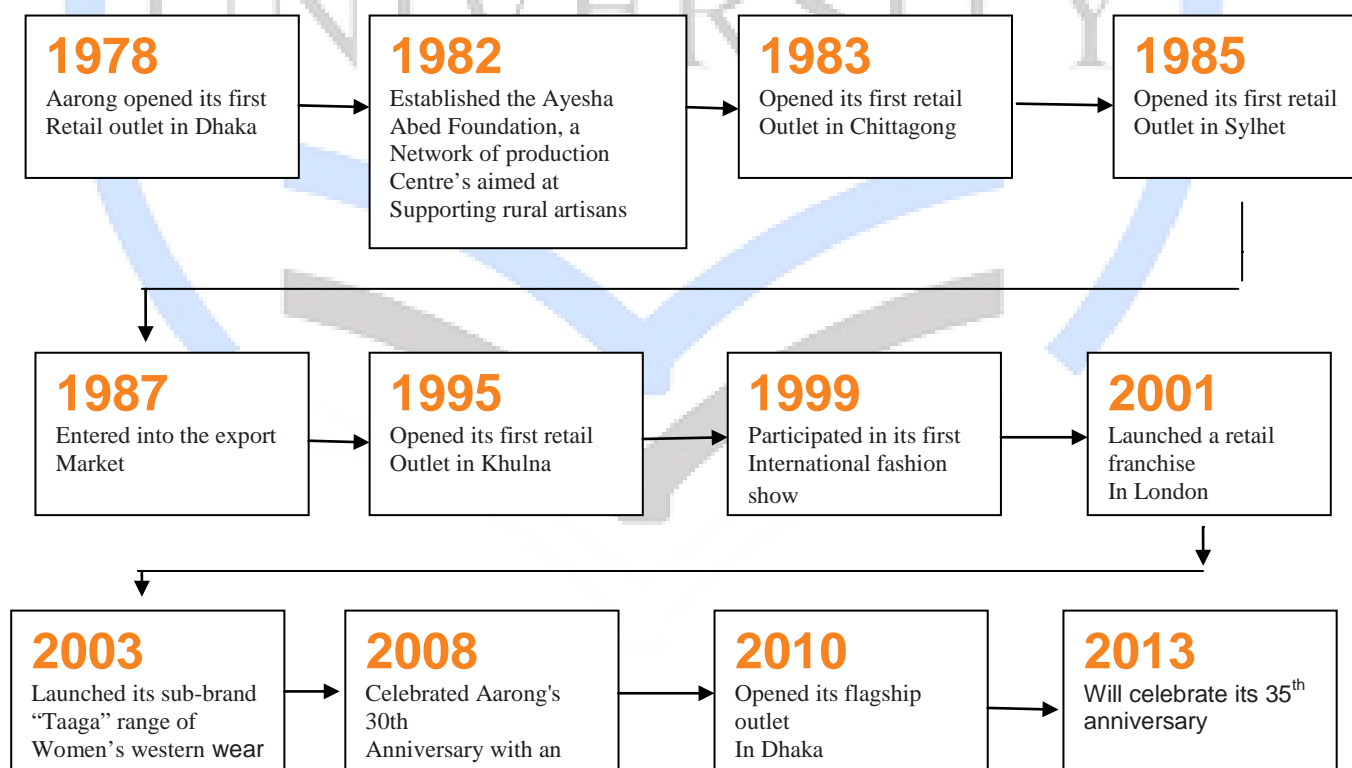 UNIVERSITY
1978
Aarong opened its first
Retail outlet in Dhaka
1982
Established the Ayesha
Abed Foundation, a
Network of production
Centre's aimed at
Supporting rural artisans
1983
Opened its first retail
Outlet in Chittagong
1985
Opened its first retail
Outlet in Sylhet
1987
Entered into the export
Market
1995
Opened its first retail
Outlet in Khulna
1999
Participated in its first
International fashion
show
2001
Launched a retail
franchise
In London
2003
Launched its sub-brand
“Taaga” range of
Women’s western wear
2008
Celebrated Aarong's
30th
Anniversary with an
2010
Opened its flagship
outlet
In Dhaka
2013
Will celebrate its 35th
anniversary